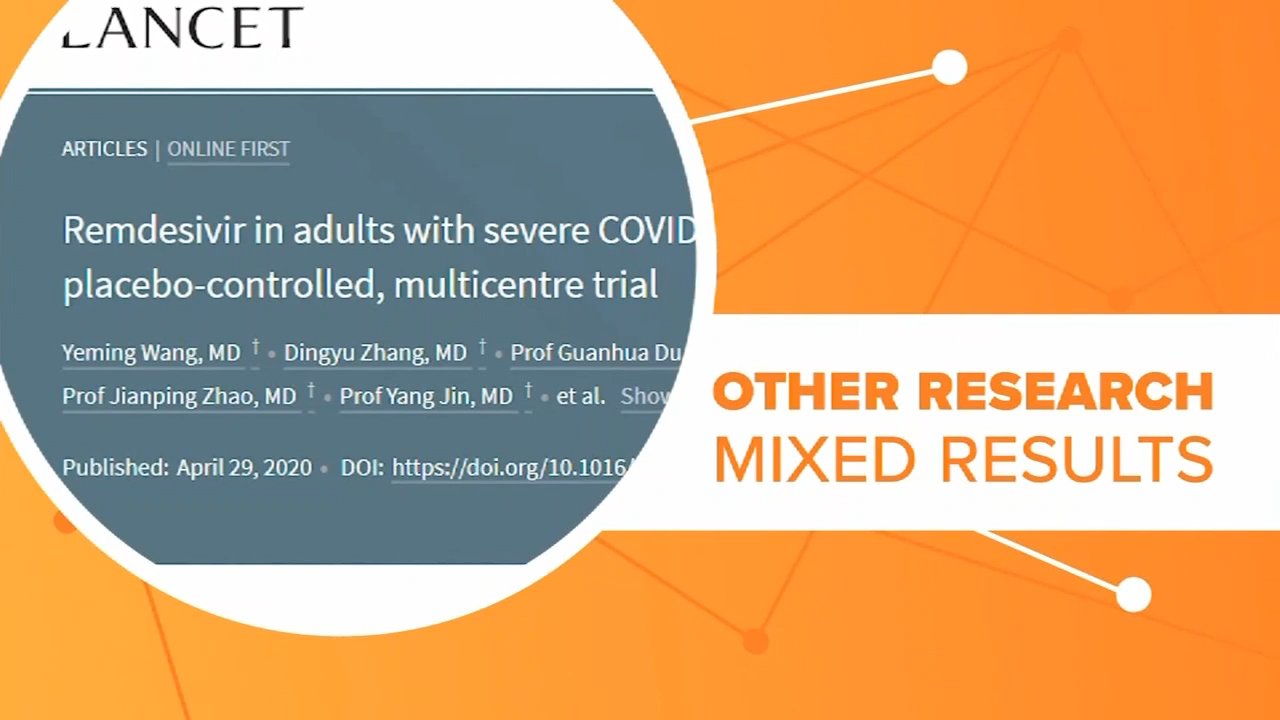 LANCET
ARTICLES | ONLINE FIRST
Remdesivir in adults with severe COVID
placebo-controlled, multicentre trial
Yeming Wang, MD † • Dingyu Zhang, MD † • Prof Guanhua Du
Prof Jianping Zhao, MD † • Prof Yang Jin, MD † • et al. Show
Published: April 29, 2020 • DOI: https://doi.org/10.1016/
OTHER RESEARCH
MIXED RESULTS